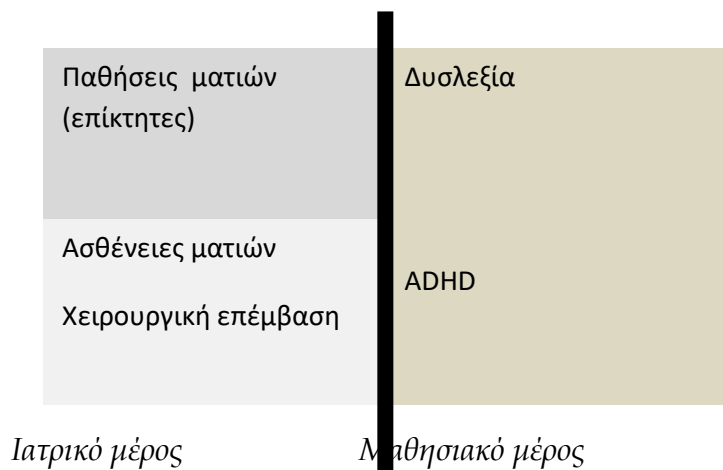 Παθήσεις ματιών
(επίκτητες)
Ασθένειες ματιών
Χειρουργική επέμβαση
Δυσλεξία
ADHD
Ιατρικό μέρος
Μαθησιακό μέρος